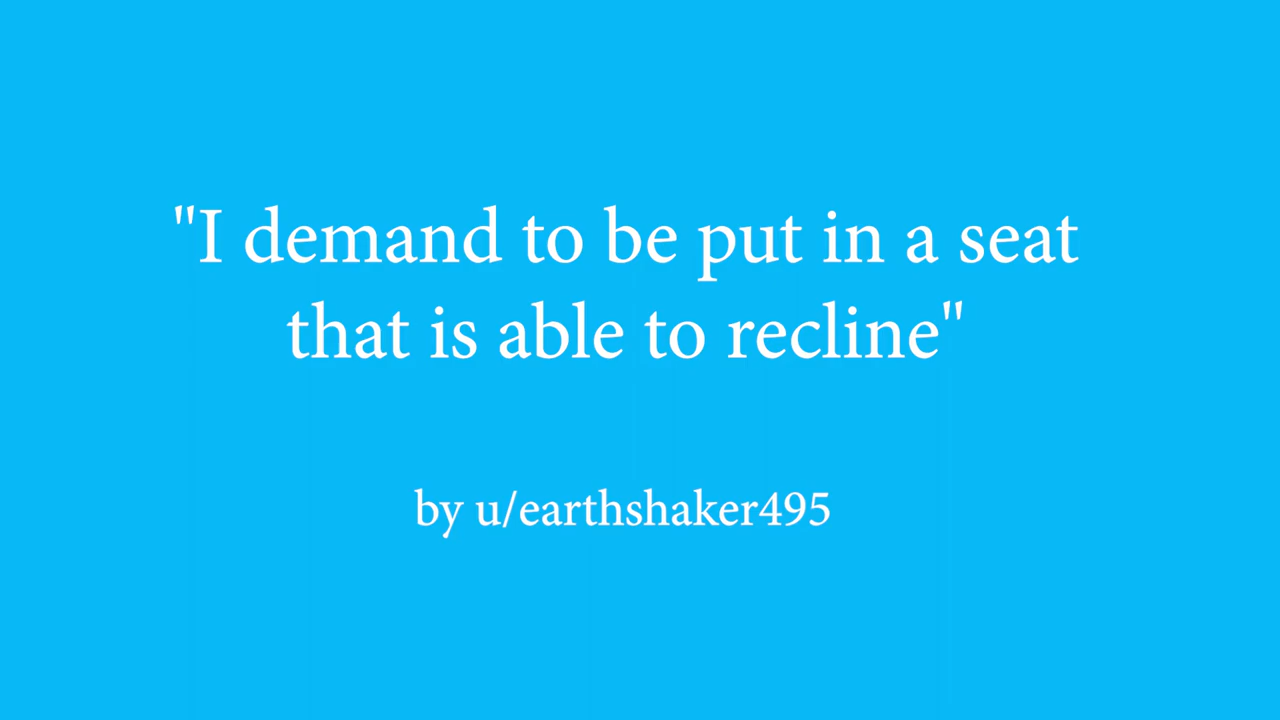 "I demand to be put in a seat
that is able to recline"
by u/earthshaker495